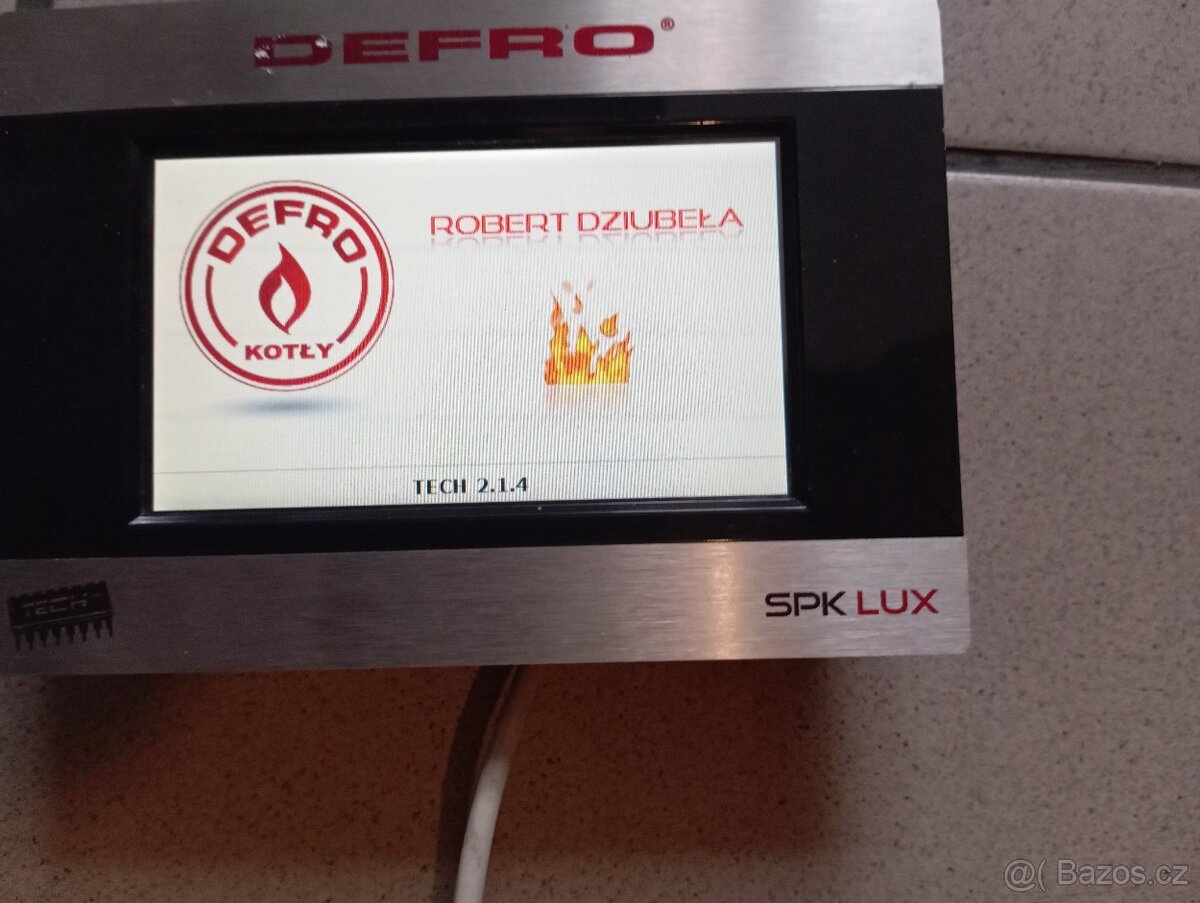 DEFRO®
DEFRO
KOTŁY
ROBERT DZIUBEŁA
TECH 2.1.4
TECH
SPK LUX
@( Bazos.cz